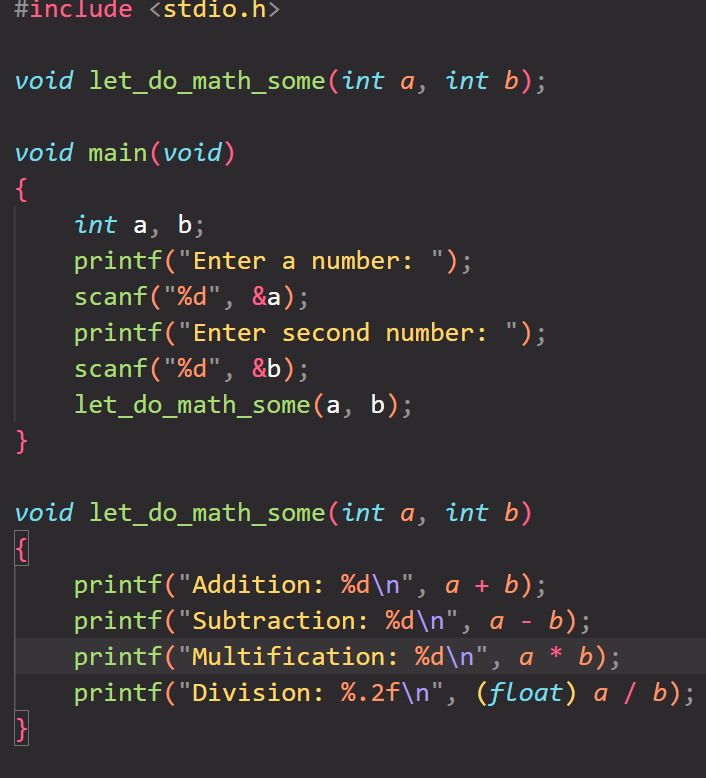 #include <stdio.h>
void let_do_math_some(int a, int b);
void main(void)
{
int a, b;
printf("Enter a number: ");
scanf("%d", &a);
printf("Enter second number: ");
scanf("%d", &b);
let_do_math_some(a, b);
}
void let_do_math_some(int a, int b)
{
printf("Addition: %d\n", a + b);
printf("Subtraction: %d\n", a - b);
printf("Multification: %d\n", a * b);
printf("Division: %.2f\n", (float) a / b);
}